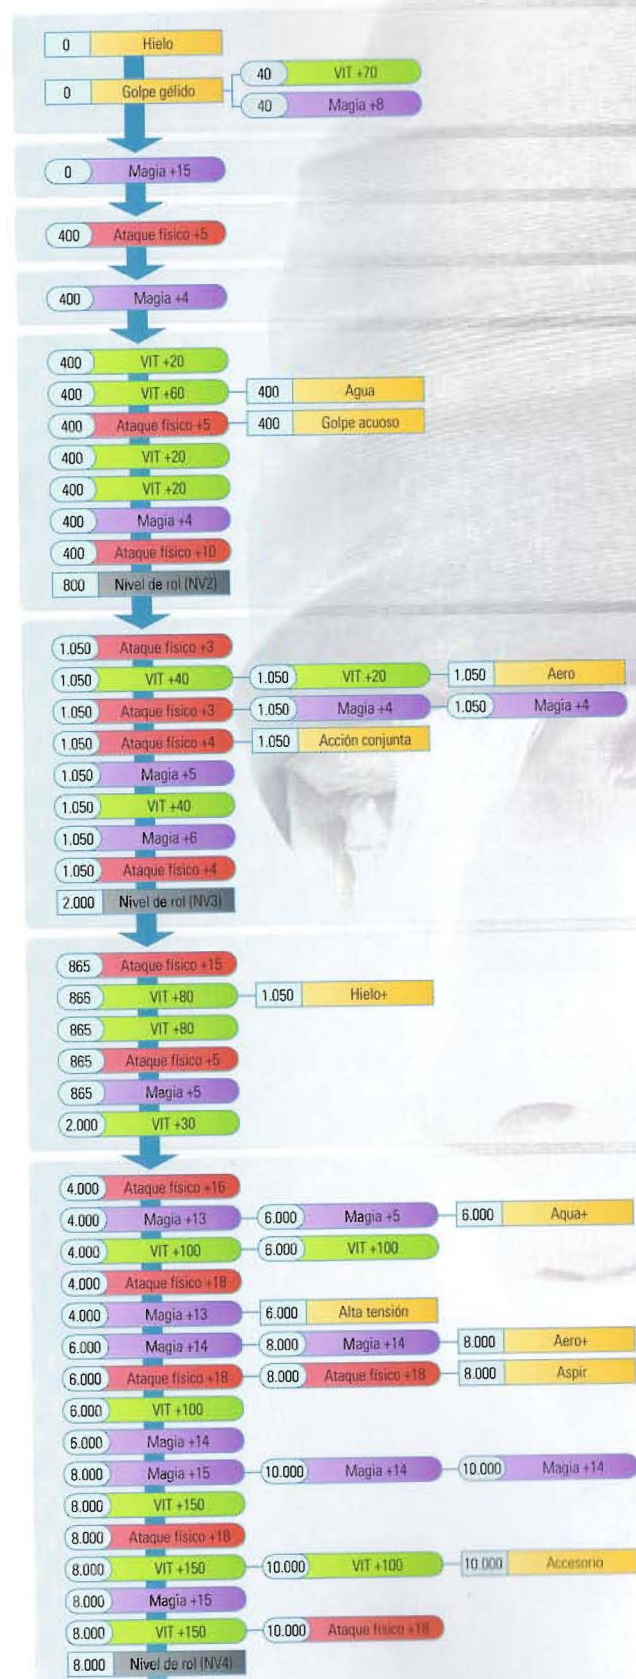 0 Hielo
0 Golpe gélido 40 VIT +70
40 Magia +8
0 Magia +15
400 Ataque físico +5
400 Magia +4
400 VIT +20
400 VIT +60 400 Agua
400 Ataque físico +5 400 Golpe acuoso
400 VIT +20
400 VIT +20
400 Magia +4
400 Ataque físico +10
800 Nivel de rol (NV2)
1.050 Ataque físico +3
1.050 VIT +40 1.050 VIT +20 1.050 Aero
1.050 Ataque físico +3 1.050 Magia +4 1.050 Magia +4
1.050 Ataque físico +4 1.050 Acción conjunta
1.050 Magia +5
1.050 VIT +40
1.050 Magia +6
1.050 Ataque físico +4
2.000 Nivel de rol (NV3)
865 Ataque físico +15
866 VIT +80 1.050 Hielo+
865 VIT +80
865 Ataque físico +5
865 Magia +5
2.000 VIT +30
4.000 Ataque físico +16
4.000 Magia +13 6.000 Magia +5 6.000 Aqua+
4.000 VIT +100 6.000 VIT +100
4.000 Ataque físico +18
4.000 Magia +13 6.000 Alta tensión
6.000 Magia +14 8.000 Magia +14 8.000 Aero+
6.000 Ataque físico +18 8.000 Ataque físico +18 8.000 Aspir
6.000 VIT +100
6.000 Magia +14
8.000 Magia +15 10.000 Magia +14 10.000 Magia +14
8.000 VIT +150
8.000 Ataque físico +18
8.000 VIT +150 10.000 VIT +100 10.000 Accesorio
8.000 Magia +15
8.000 VIT +150 10.000 Ataque físico +18
8.000 Nivel de rol (NV4)